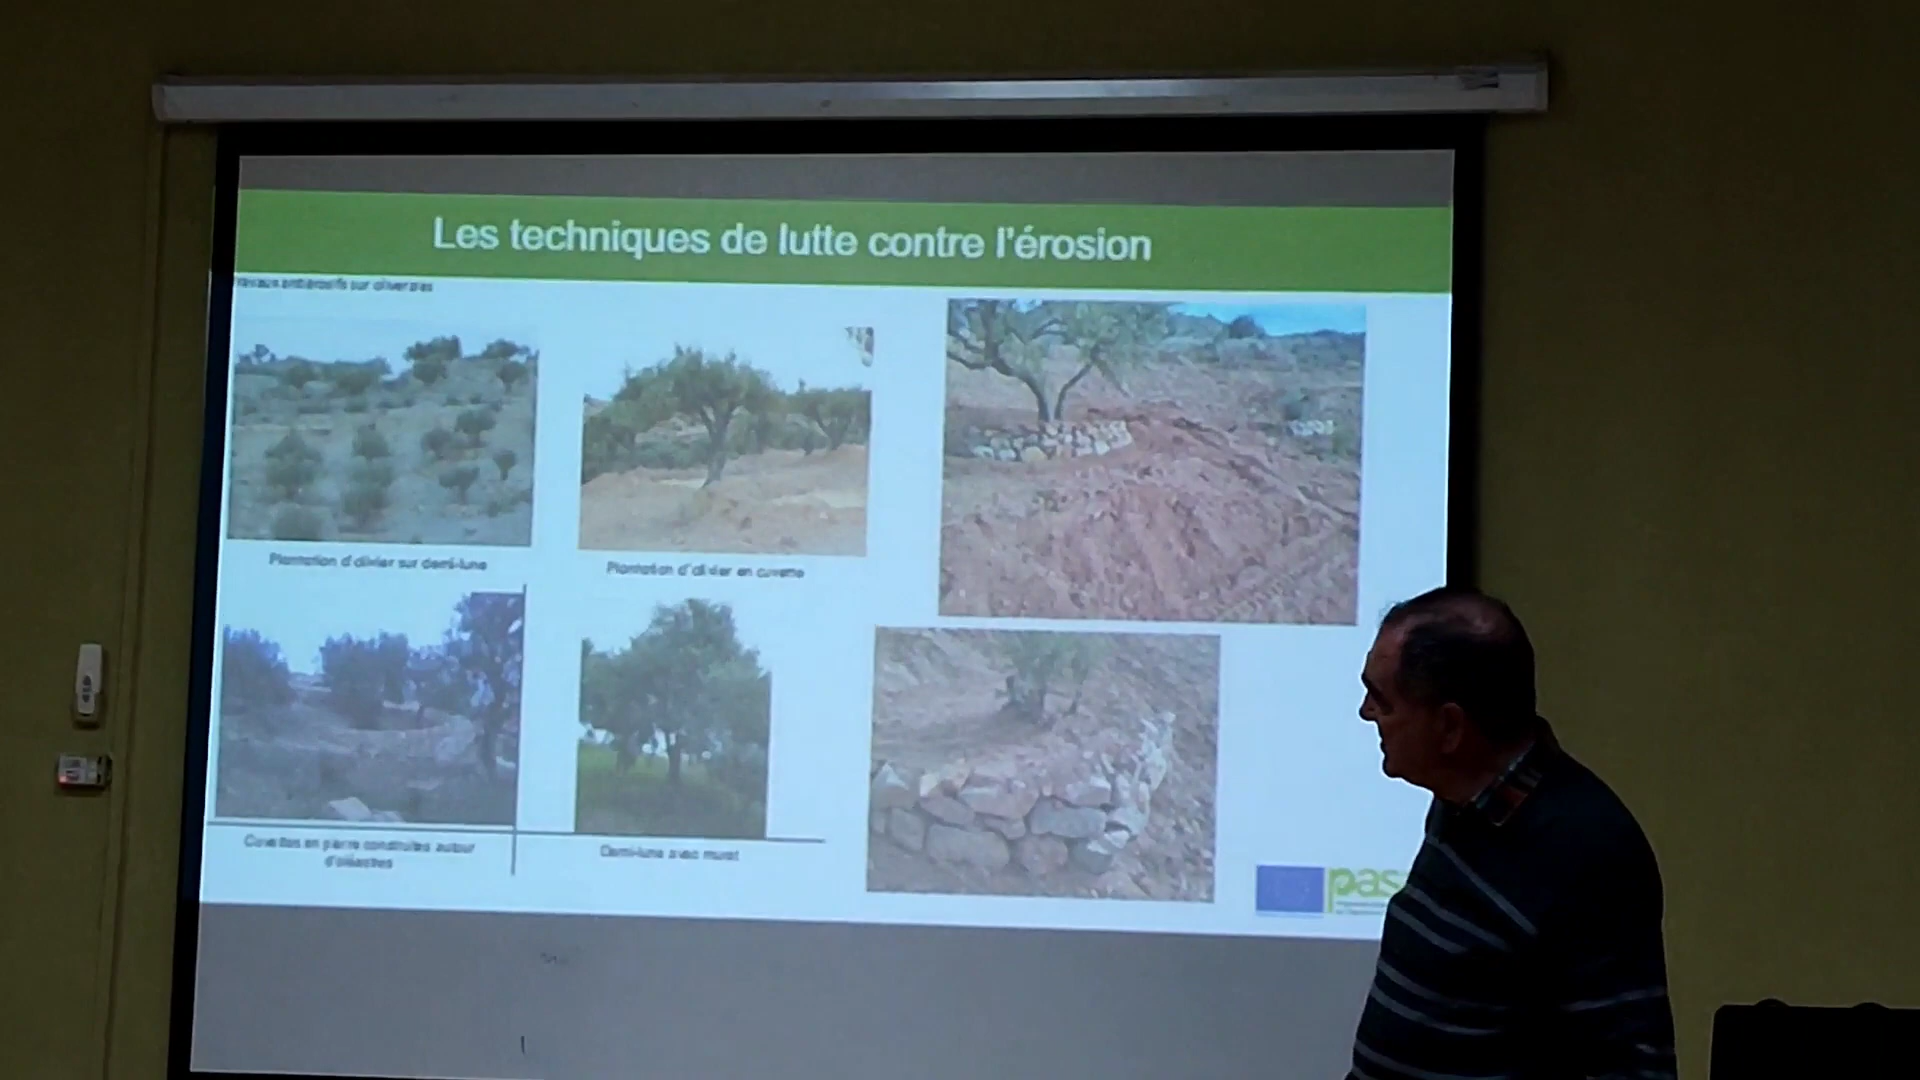 Les techniques de lutte contre l'érosion
travaux antiérosifs sur oliveraies
Plantation d'olivier sur demi-lune
Plantation d'olivier en cuvette
Cuvettes en pierre construites autour
d'oléastres
Demi-lune avec muret
pas